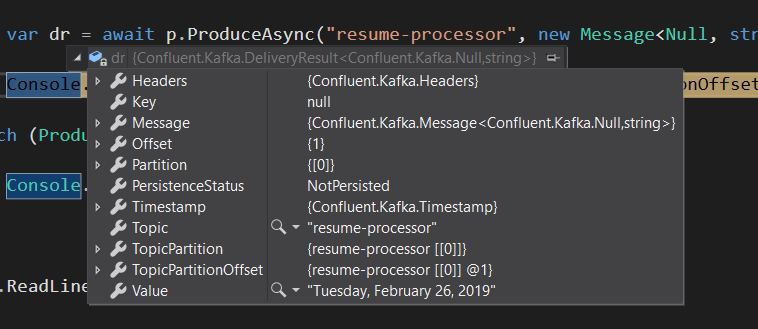 var dr = await p.ProduceAsync("resume-processor", new Message<Null, str
dr {Confluent.Kafka.DeliveryResult<Confluent.Kafka.Null,string>}
Console. onOffset
Headers {Confluent.Kafka.Headers}
Key null
Message {Confluent.Kafka.Message<Confluent.Kafka.Null,string>}
ch (Produ
Offset {1}
Partition {[0]}
Console.
PersistenceStatus NotPersisted
Timestamp {Confluent.Kafka.Timestamp}
Topic "resume-processor"
TopicPartition {resume-processor [[0]]}
TopicPartitionOffset {resume-processor [[0]] @1}
.ReadLine
Value "Tuesday, February 26, 2019"